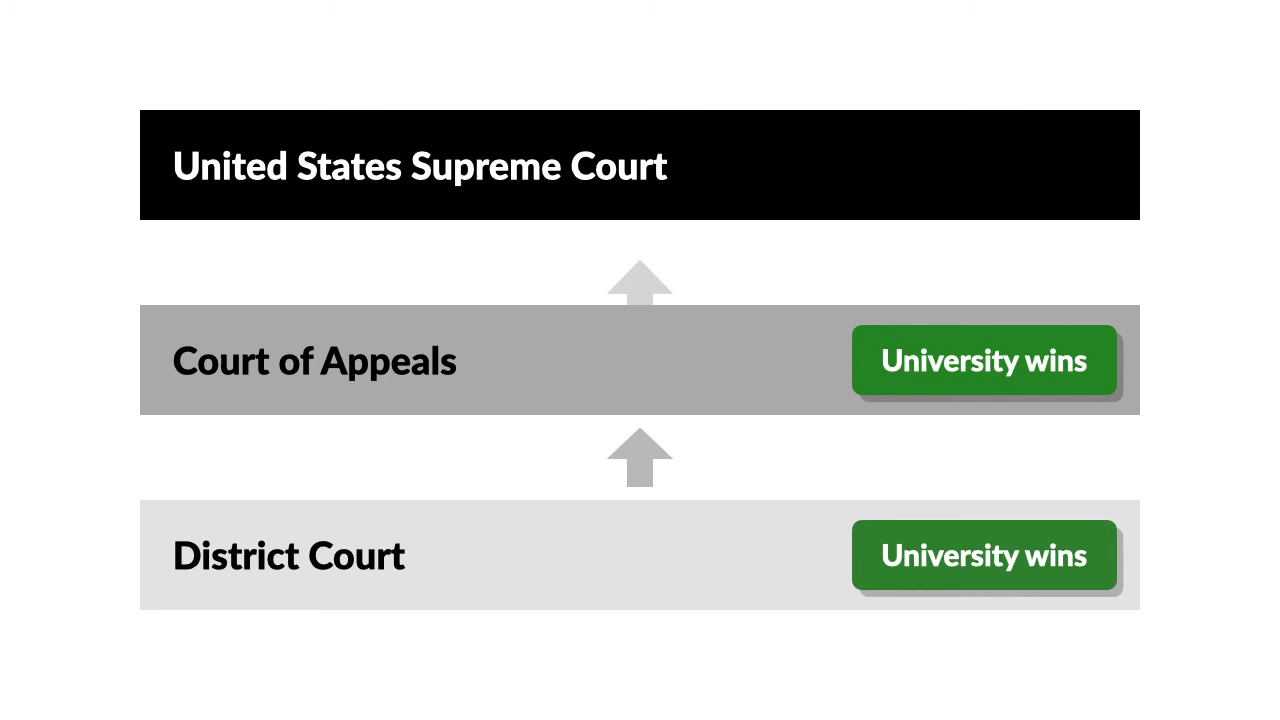 United States Supreme Court
Court of Appeals
University wins
District Court
University wins